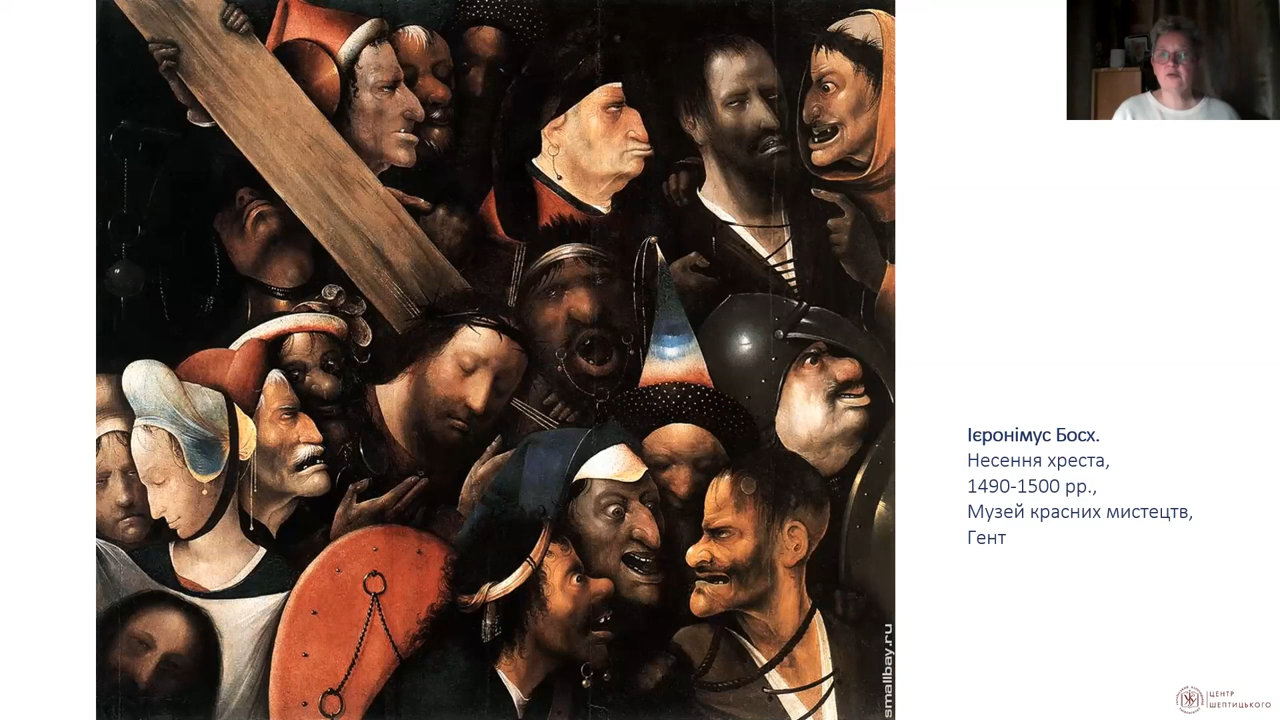 Ієронімус Босх.
Несення хреста,
1490-1500 рр.,
Музей красних мистецтв,
Гент
smallbay.ru
ЦЕНТР
ШЕПТИЦЬКОГО